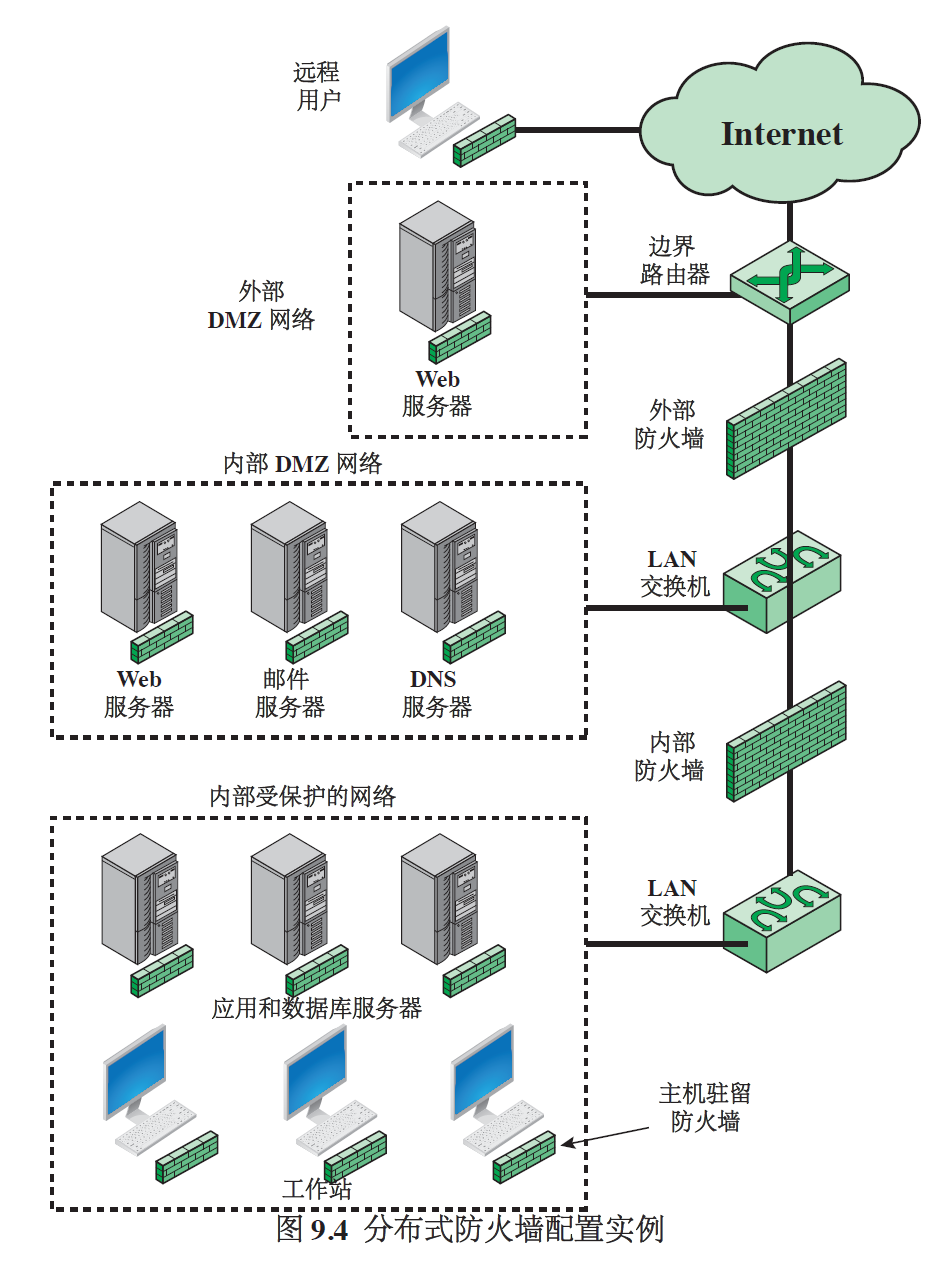 远程
用户
Internet
边界
路由器
外部
DMZ 网络
Web
服务器
外部
防火墙
内部 DMZ 网络
LAN
交换机
Web
服务器
邮件
服务器
DNS
服务器
内部
防火墙
内部受保护的网络
LAN
交换机
应用和数据库服务器
主机驻留
防火墙
工作站
图 9.4 分布式防火墙配置实例